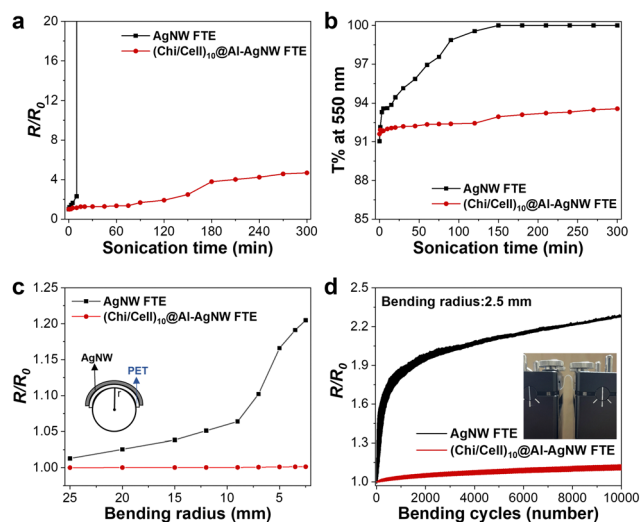 a
AgNW FTE
(Chi/Cell)10@Al-AgNW FTE
R/R0
20
16
12
8
4
0
0 60 120 180 240 300
Sonication time (min)
b
T% at 550 nm
100
97
94
91
88
85
AgNW FTE
(Chi/Cell)10@Al-AgNW FTE
0 50 100 150 200 250 300
Sonication time (min)
c
AgNW FTE
(Chi/Cell)10@Al-AgNW FTE
R/R0
1.25
1.20
1.15
1.10
1.05
1.00
AgNW
PET
r
25 20 15 10 5
Bending radius (mm)
d
Bending radius:2.5 mm
R/R0
2.5
2.2
1.9
1.6
1.3
1.0
AgNW FTE
(Chi/Cell)10@Al-AgNW FTE
0 2000 4000 6000 8000 10000
Bending cycles (number)